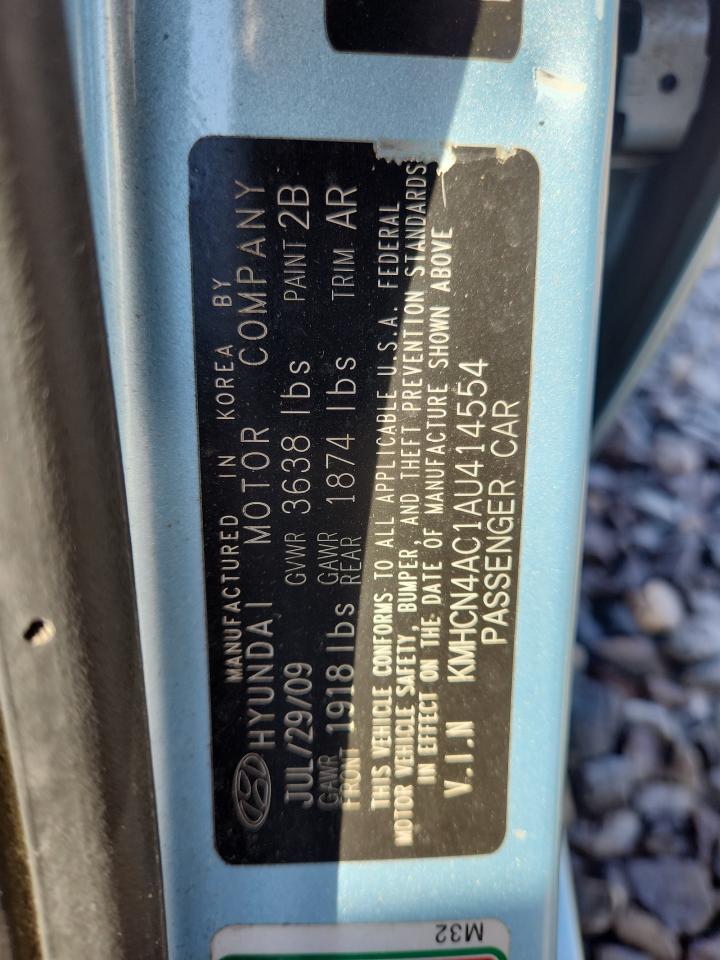 MANUFACTURED IN KOREA BY
HYUNDAI MOTOR COMPANY
JUL/29/09 GVWR 3638 lbs PAINT 2B
GAWR FRONT 1918 lbs GAWR REAR 1874 lbs TRIM AR
THIS VEHICLE CONFORMS TO ALL APPLICABLE U.S.A. FEDERAL
MOTOR VEHICLE SAFETY, BUMPER, AND THEFT PREVENTION STANDARDS
IN EFFECT ON THE DATE OF MANUFACTURE SHOWN ABOVE
V.I.N KMHCN4AC1AU414554
PASSENGER CAR
M32